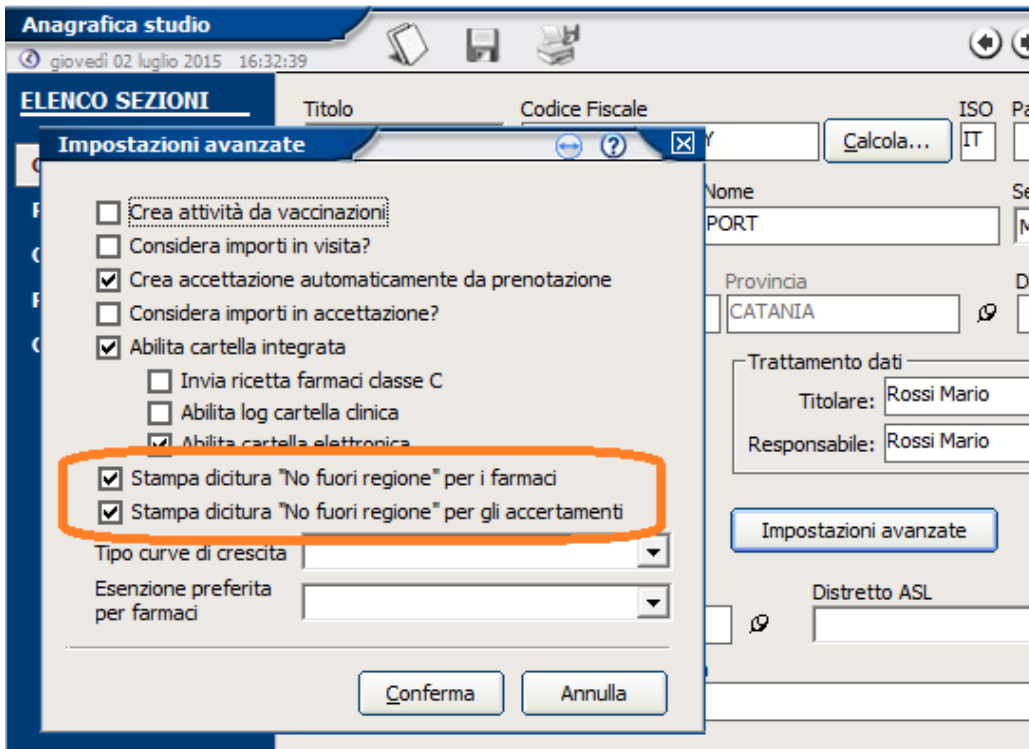 Anagrafica studio
giovedì 02 luglio 2015 16:32:39
ELENCO SEZIONI
Titolo
Codice Fiscale
ISO
Y
Calcola...
IT
Impostazioni avanzate
Nome
PORT
Crea attività da vaccinazioni
Considera importi in visita?
Crea accettazione automaticamente da prenotazione
Considera importi in accettazione?
Abilita cartella integrata
Invia ricetta farmaci classe C
Abilita log cartella clinica
Abilita cartella elettronica
Stampa dicitura "No fuori regione" per i farmaci
Stampa dicitura "No fuori regione" per gli accertamenti
Tipo curve di crescita
Esenzione preferita
per farmaci
Conferma
Annulla
Provincia
CATANIA
Trattamento dati
Titolare: Rossi Mario
Responsabile: Rossi Mario
Impostazioni avanzate
Distretto ASL